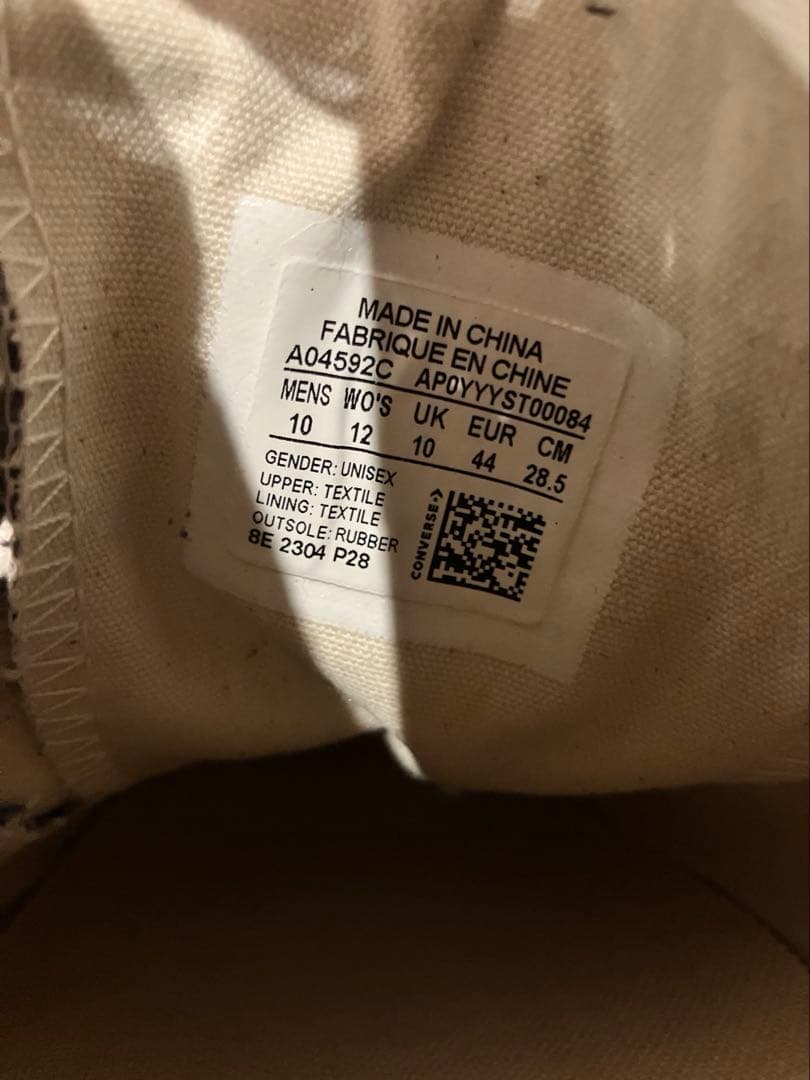 MADE IN CHINA
FABRIQUE EN CHINE
A04592C AP0YYYST00084
MENS WO'S UK EUR CM
10 12 10 44 28.5
GENDER: UNISEX
UPPER: TEXTILE
LINING: TEXTILE
OUTSOLE: RUBBER
8E 2304 P28
CONVERSE